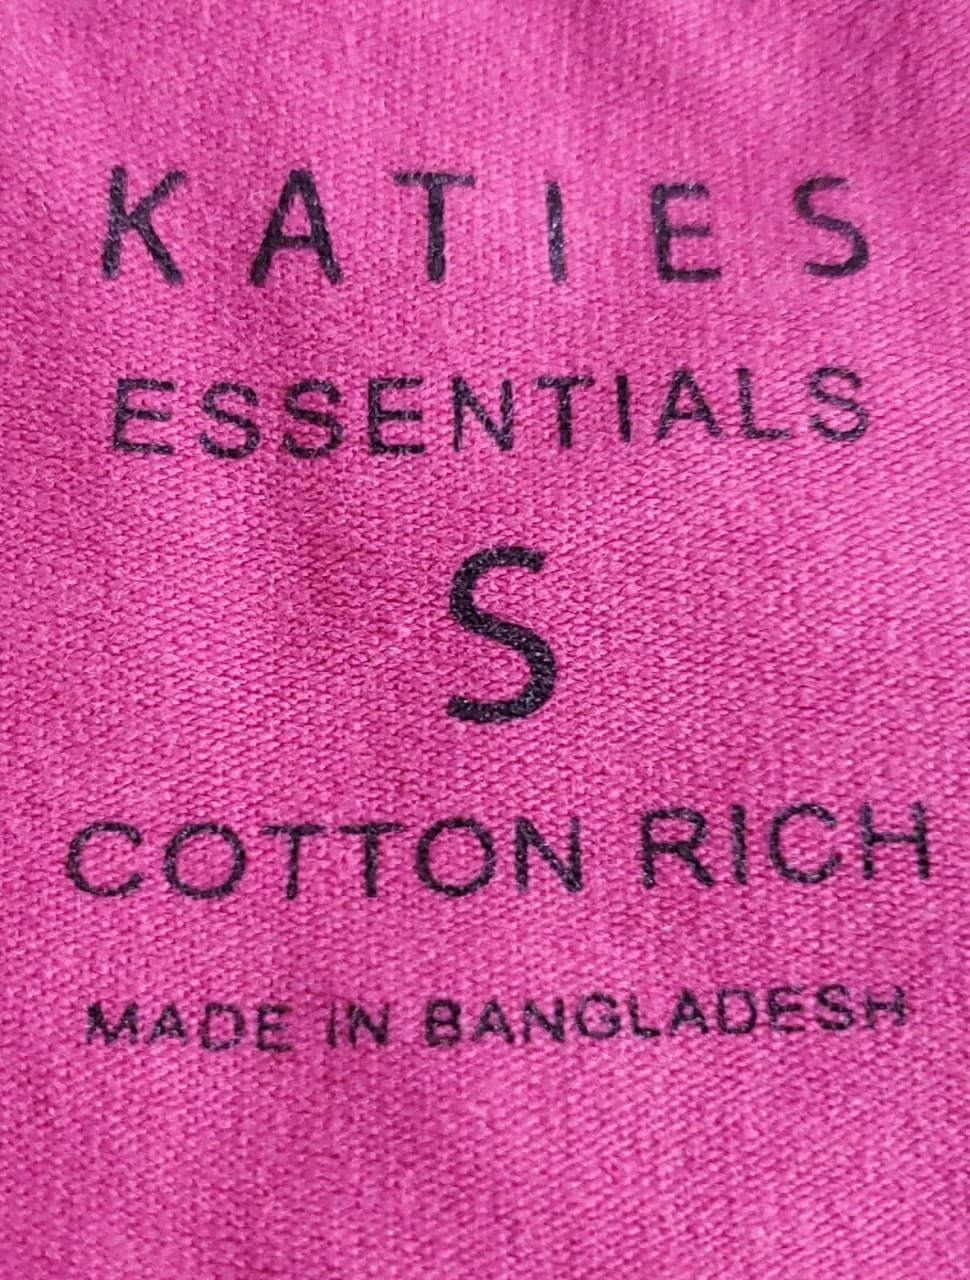 KATIES
ESSENTIALS
S
COTTON RICH
MADE IN BANGLADESH